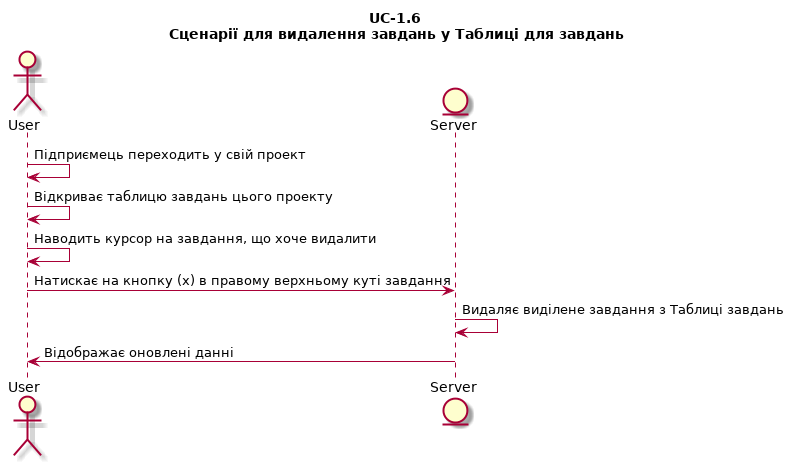 UC-1.6
Сценарії для видалення завдань у Таблиці для завдань
User
Server
Підприємець переходить у свій проект
Відкриває таблицю завдань цього проекту
Наводить курсор на завдання, що хоче видалити
Натискає на кнопку (x) в правому верхньому куті завдання
Видаляє виділене завдання з Таблиці завдань
Відображає оновлені данні
User
Server